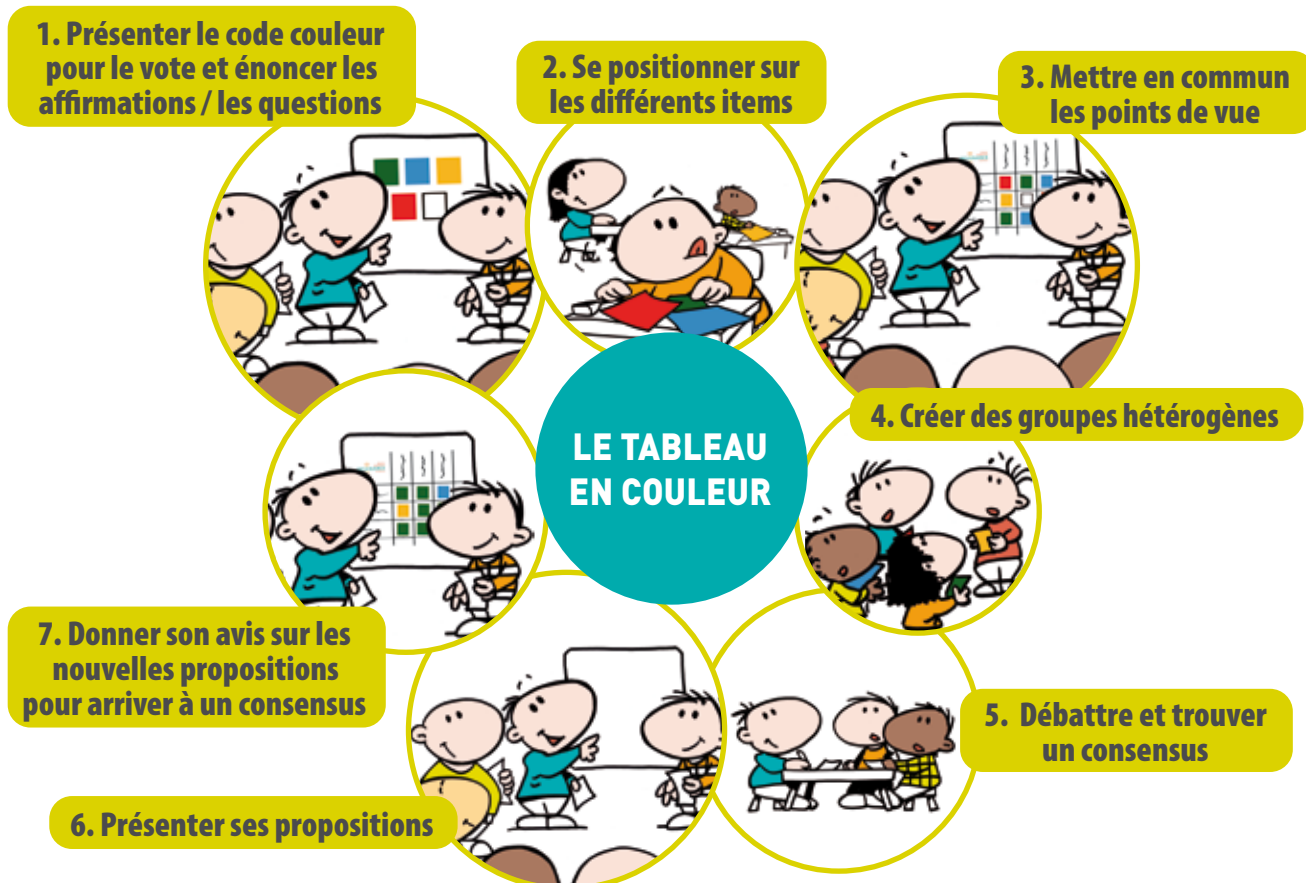 1. Présenter le code couleur
pour le vote et énoncer les
affirmations / les questions
2. Se positionner sur
les différents items
3. Mettre en commun
les points de vue
4. Créer des groupes hétérogènes
LE TABLEAU
EN COULEUR
5. Débattre et trouver
un consensus
6. Présenter ses propositions
7. Donner son avis sur les
nouvelles propositions
pour arriver à un consensus